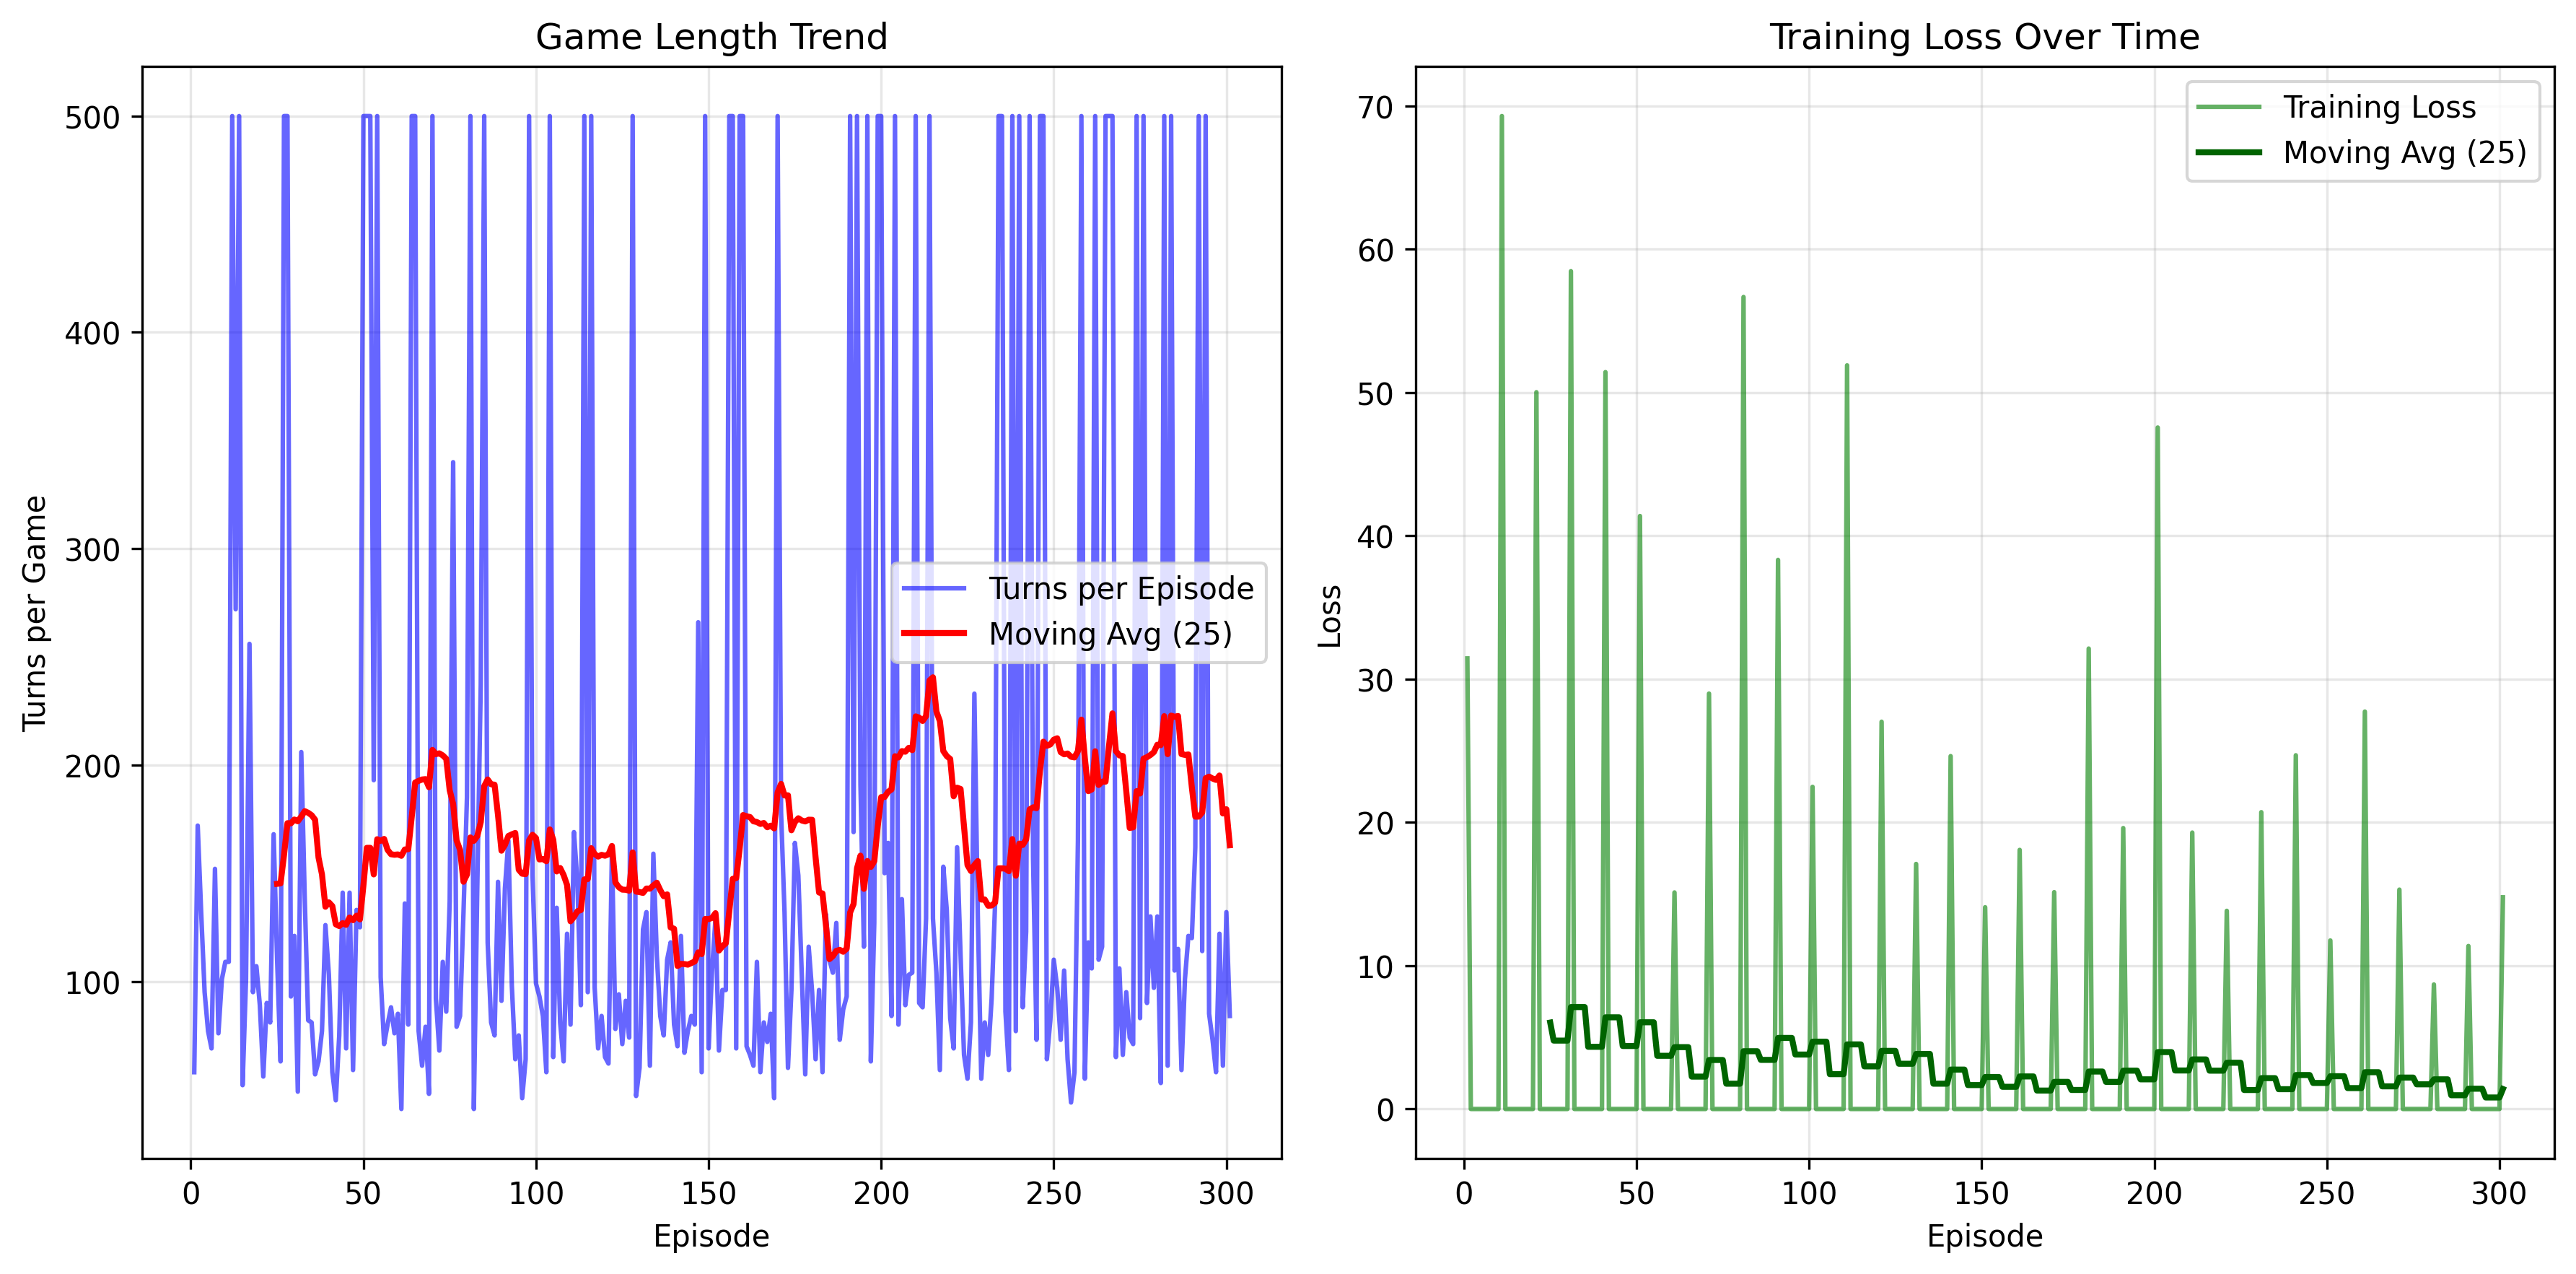 Game Length Trend
500
400
300
200
100
Turns per Game
Turns per Episode
Moving Avg (25)
0 50 100 150 200 250 300
Episode
Training Loss Over Time
70
60
50
40
30
20
10
0
Loss
Training Loss
Moving Avg (25)
0 50 100 150 200 250 300
Episode